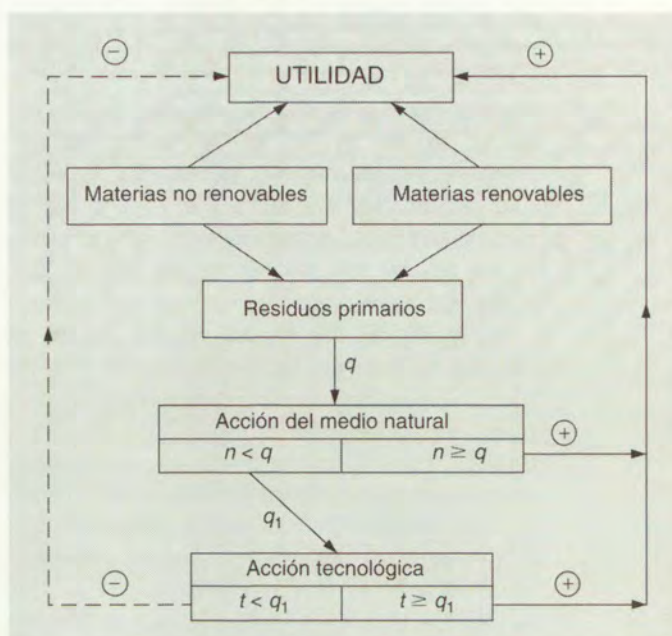 − +
UTILIDAD
Materias no renovables Materias renovables
Residuos primarios
q
Acción del medio natural
n < q n ≥ q +
q₁
Acción tecnológica
− t < q₁ t ≥ q₁ +